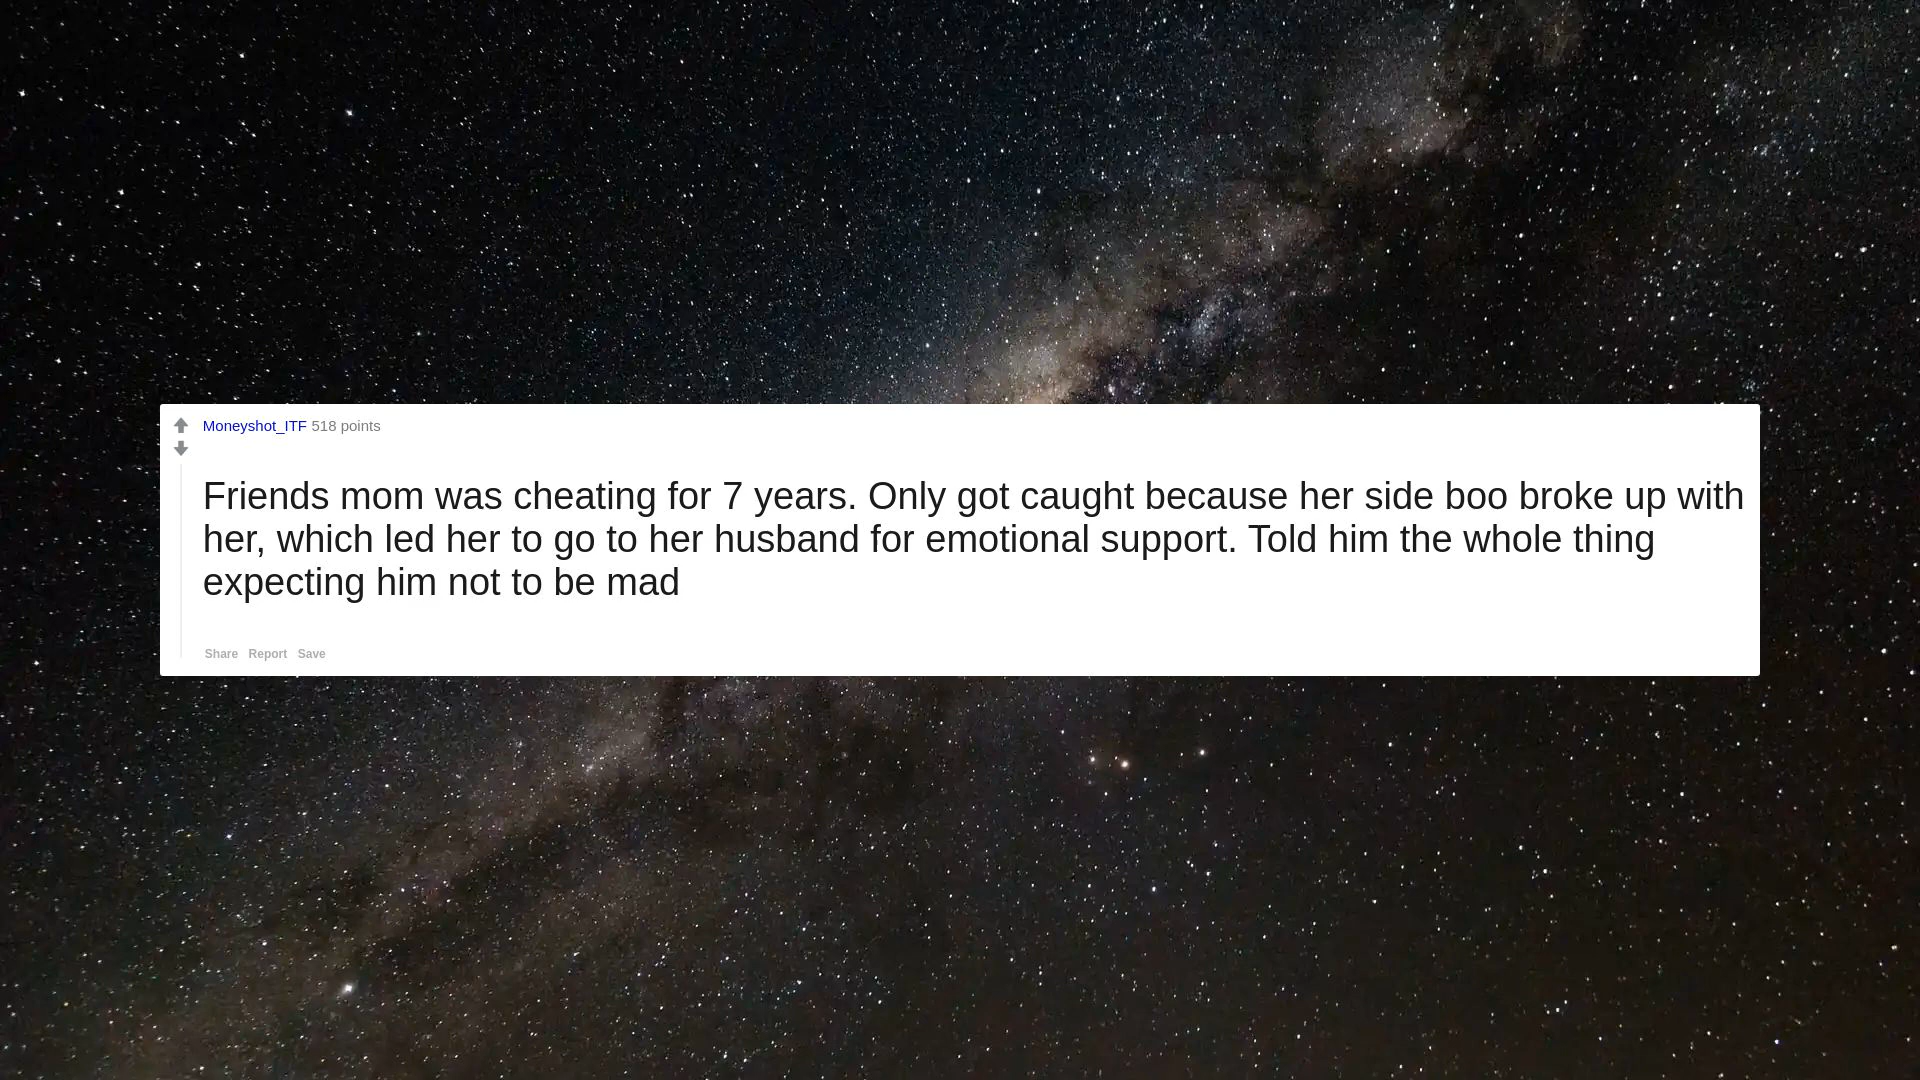 Moneyshot_ITF 518 points
Friends mom was cheating for 7 years. Only got caught because her side boo broke up with
her, which led her to go to her husband for emotional support. Told him the whole thing
expecting him not to be mad
Share Report Save